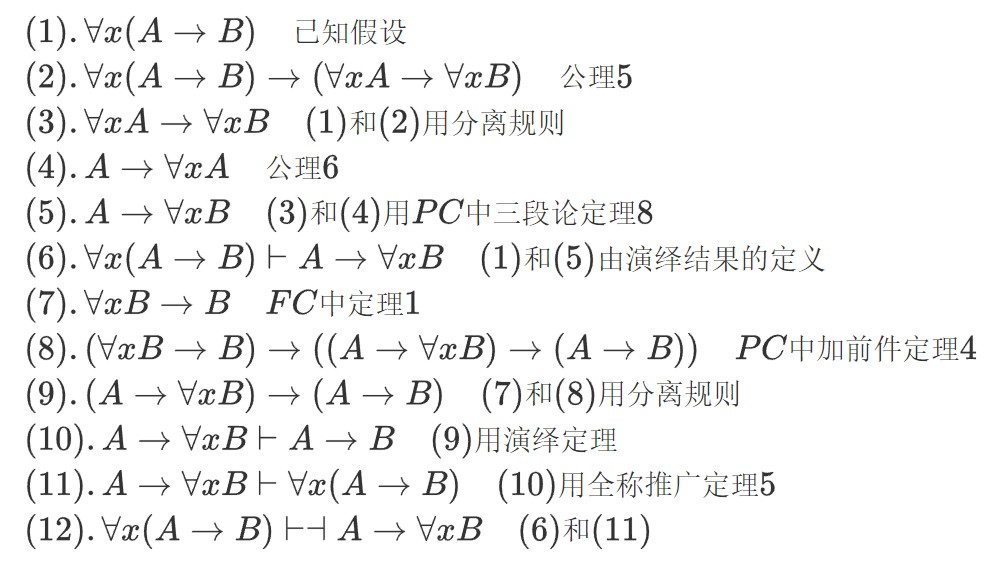 (1). ∀x(A → B) 已知假设
(2). ∀x(A → B) → (∀xA → ∀xB) 公理5
(3). ∀xA → ∀xB (1)和(2)用分离规则
(4). A → ∀xA 公理6
(5). A → ∀xB (3)和(4)用PC中三段论定理8
(6). ∀x(A → B) ⊢ A → ∀xB (1)和(5)由演绎结果的定义
(7). ∀xB → B FC中定理1
(8). (∀xB → B) → ((A → ∀xB) → (A → B)) PC中加前件定理4
(9). (A → ∀xB) → (A → B) (7)和(8)用分离规则
(10). A → ∀xB ⊢ A → B (9)用演绎定理
(11). A → ∀xB ⊢ ∀x(A → B) (10)用全称推广定理5
(12). ∀x(A → B) ⊢⊣ A → ∀xB (6)和(11)